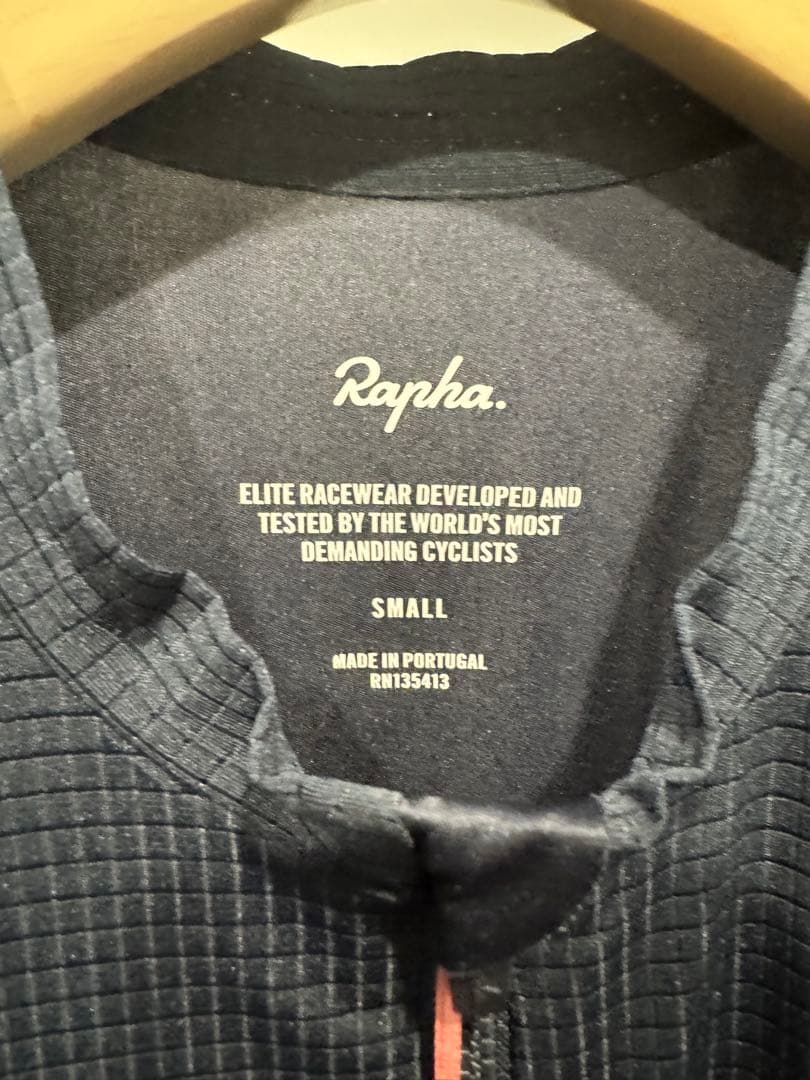 Rapha.
ELITE RACEWEAR DEVELOPED AND
TESTED BY THE WORLD'S MOST
DEMANDING CYCLISTS
SMALL
MADE IN PORTUGAL
RN135413